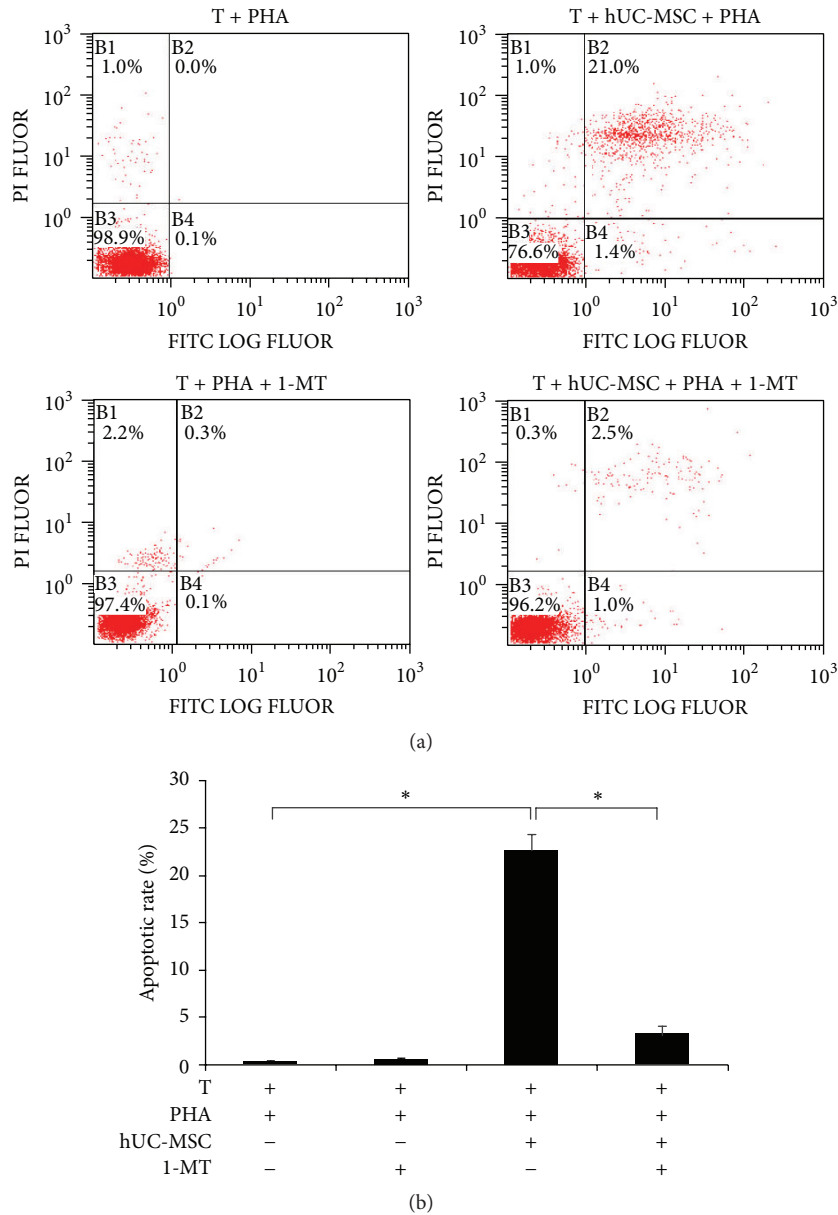 T + PHA
10³
10²
10¹
10⁰
PI FLUOR
B1
1.0%
B2
0.0%
B3
98.9%
B4
0.1%
10⁰ 10¹ 10² 10³
FITC LOG FLUOR
T + hUC-MSC + PHA
10³
10²
10¹
10⁰
PI FLUOR
B1
1.0%
B2
21.0%
B3
76.6%
B4
1.4%
10⁰ 10¹ 10² 10³
FITC LOG FLUOR
T + PHA + 1-MT
10³
10²
10¹
10⁰
PI FLUOR
B1
2.2%
B2
0.3%
B3
97.4%
B4
0.1%
10⁰ 10¹ 10² 10³
FITC LOG FLUOR
T + hUC-MSC + PHA + 1-MT
10³
10²
10¹
10⁰
PI FLUOR
B1
0.3%
B2
2.5%
B3
96.2%
B4
1.0%
10⁰ 10¹ 10² 10³
FITC LOG FLUOR
(a)
30
25
20
15
10
5
0
Apoptotic rate (%)
* *
T + + + +
PHA + + + +
hUC-MSC − − + +
1-MT − + − +
(b)